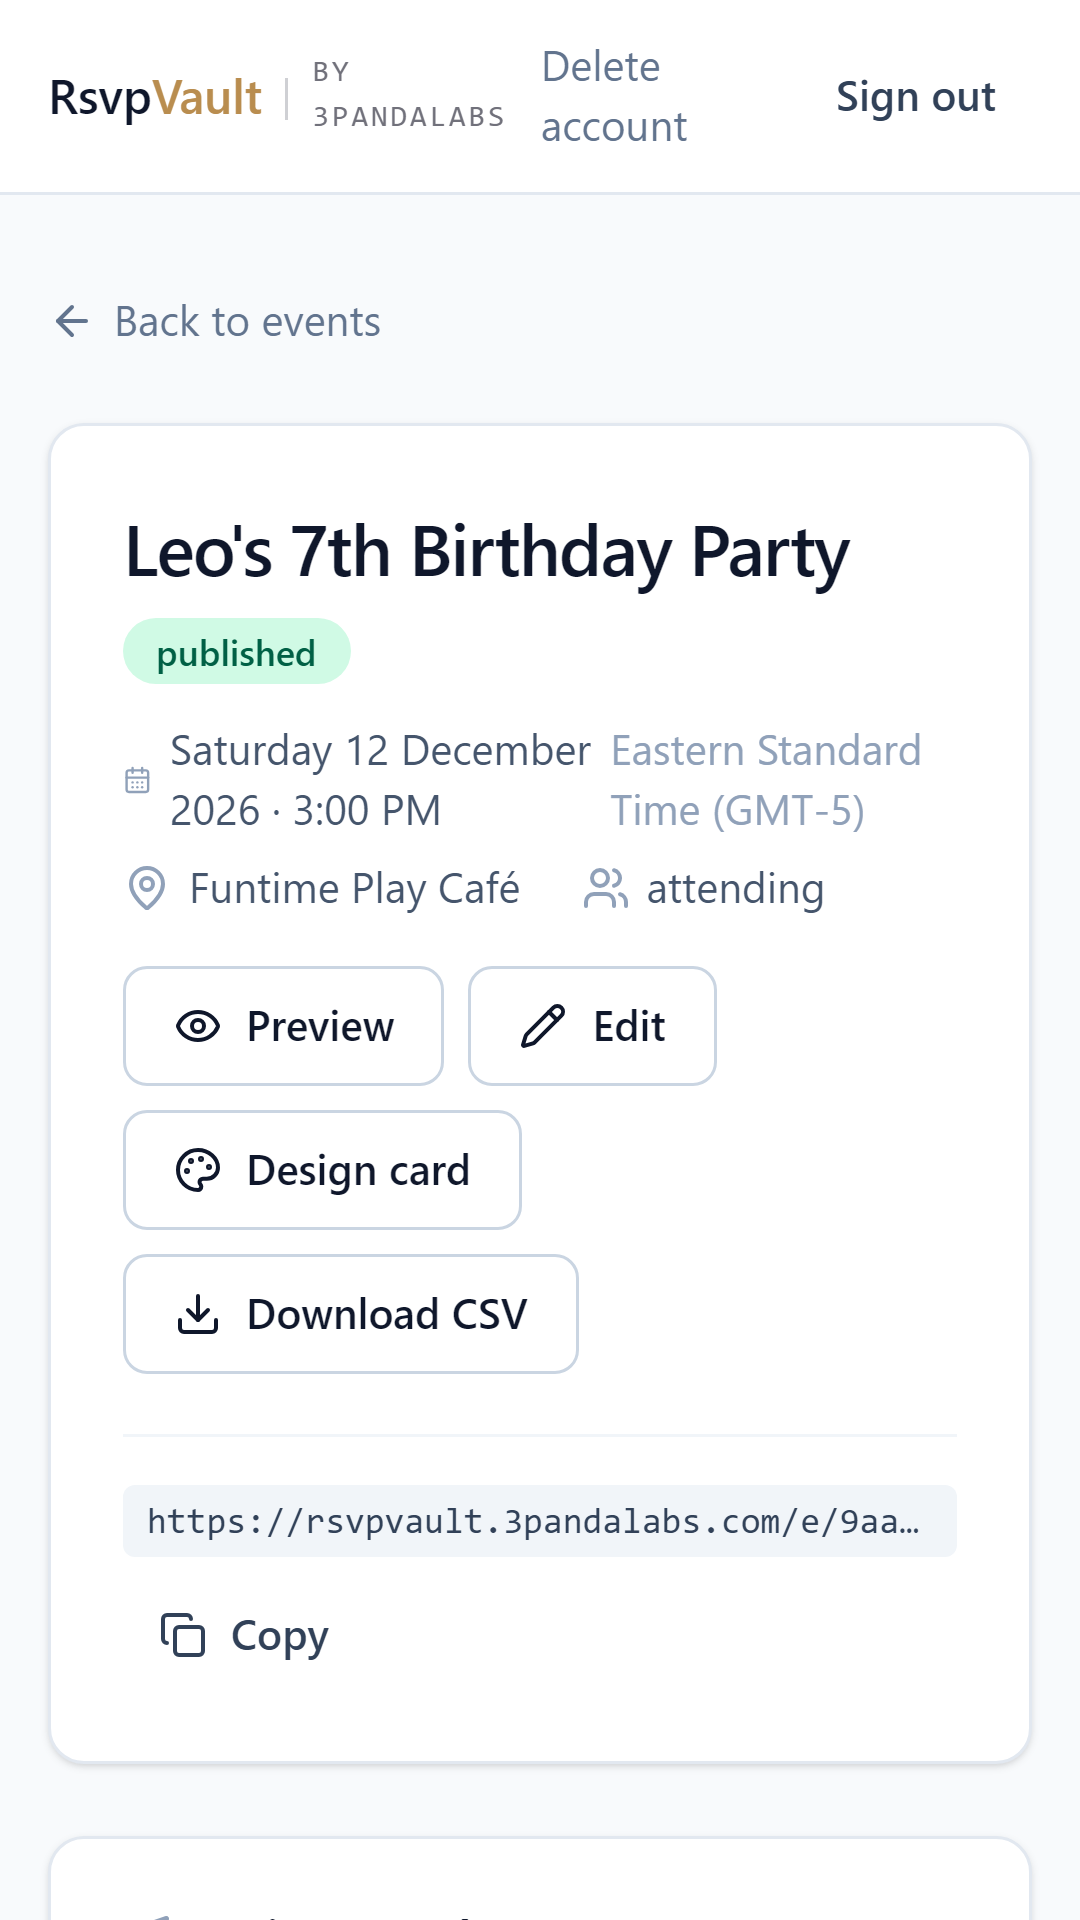 RsvpVault
BY
3PANDALABS
Delete
account
Sign out
Back to events
Leo's 7th Birthday Party
published
Saturday 12 December
2026 · 3:00 PM
Eastern Standard
Time (GMT-5)
Funtime Play Café
attending
Preview
Edit
Design card
Download CSV
https://rsvpvault.3pandalabs.com/e/9aa…
Copy